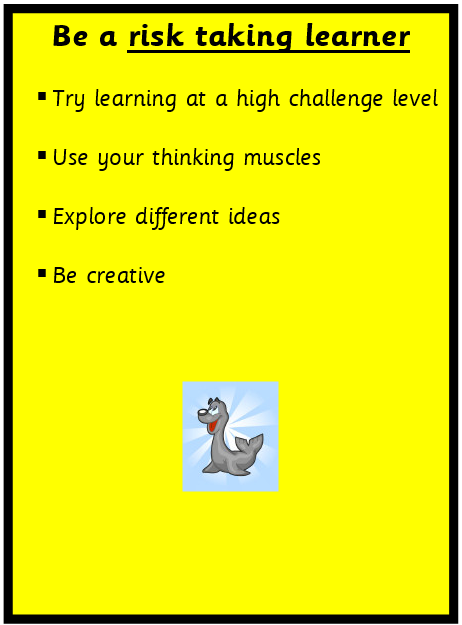 Be a risk taking learner
▪ Try learning at a high challenge level
▪ Use your thinking muscles
▪ Explore different ideas
▪ Be creative